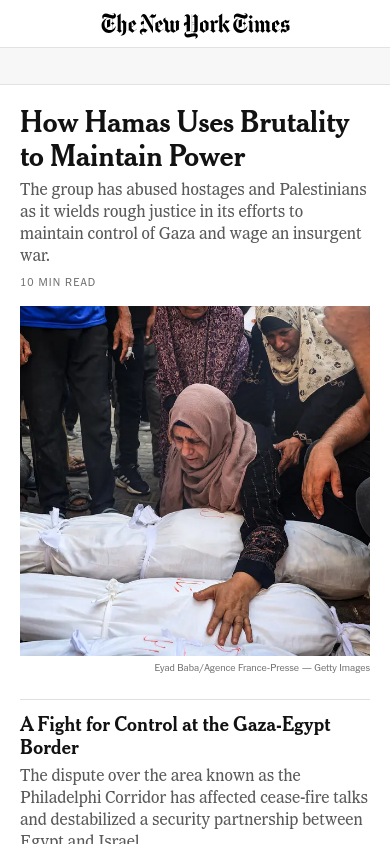 The New York Times
How Hamas Uses Brutality
to Maintain Power
The group has abused hostages and Palestinians
as it wields rough justice in its efforts to
maintain control of Gaza and wage an insurgent
war.
10 MIN READ
Eyad Baba/Agence France-Presse — Getty Images
A Fight for Control at the Gaza-Egypt
Border
The dispute over the area known as the
Philadelphi Corridor has affected cease-fire talks
and destabilized a security partnership between
Egypt and Israel